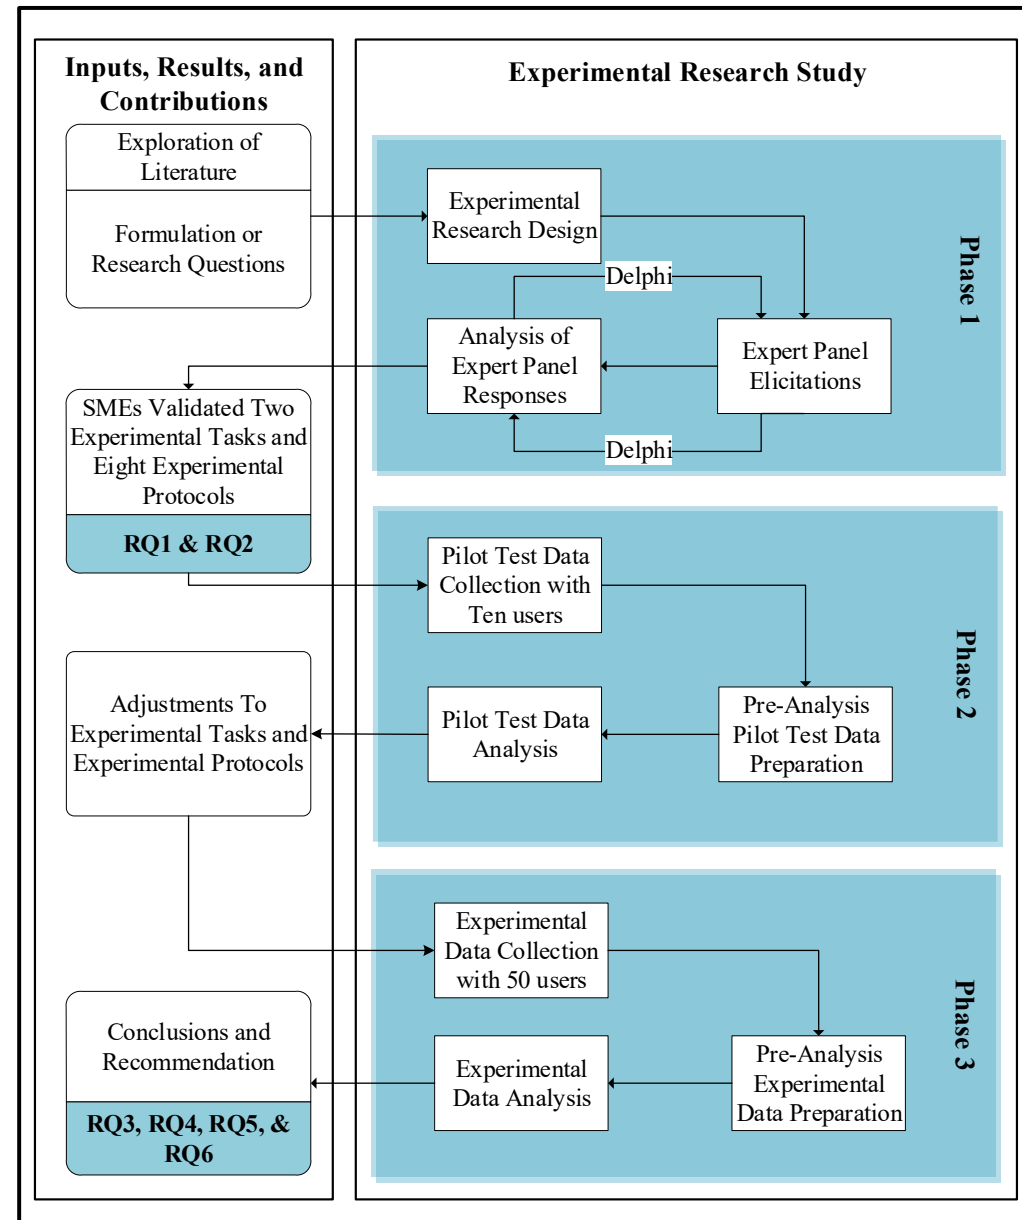 Inputs, Results, and
Contributions
Exploration of
Literature
Formulation or
Research Questions
SMEs Validated Two
Experimental Tasks and
Eight Experimental
Protocols
RQ1 & RQ2
Adjustments To
Experimental Tasks and
Experimental Protocols
Conclusions and
Recommendation
RQ3, RQ4, RQ5, &
RQ6
Experimental Research Study
Phase 1
Experimental
Research Design
Delphi
Analysis of
Expert Panel
Responses
Expert Panel
Elicitations
Delphi
Phase 2
Pilot Test Data
Collection with
Ten users
Pilot Test Data
Analysis
Pre-Analysis
Pilot Test Data
Preparation
Phase 3
Experimental
Data Collection
with 50 users
Experimental
Data Analysis
Pre-Analysis
Experimental
Data Preparation